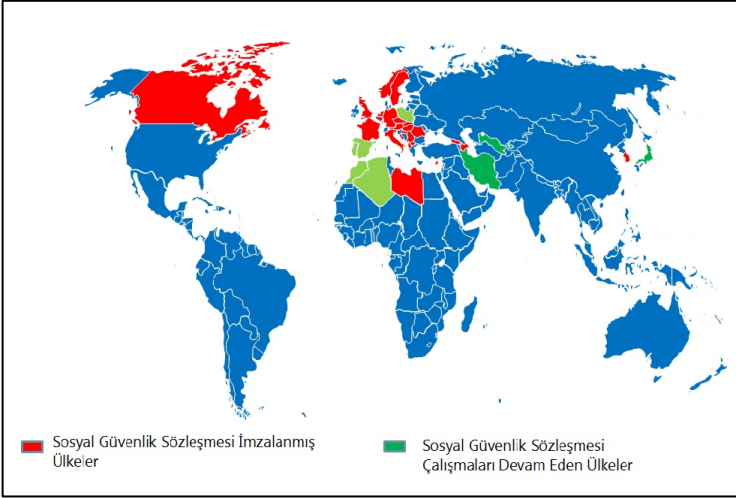 Sosyal Güvenlik Sözleşmesi İmzalanmış
Ülkeler
Sosyal Güvenlik Sözleşmesi
Çalışmaları Devam Eden Ülkeler